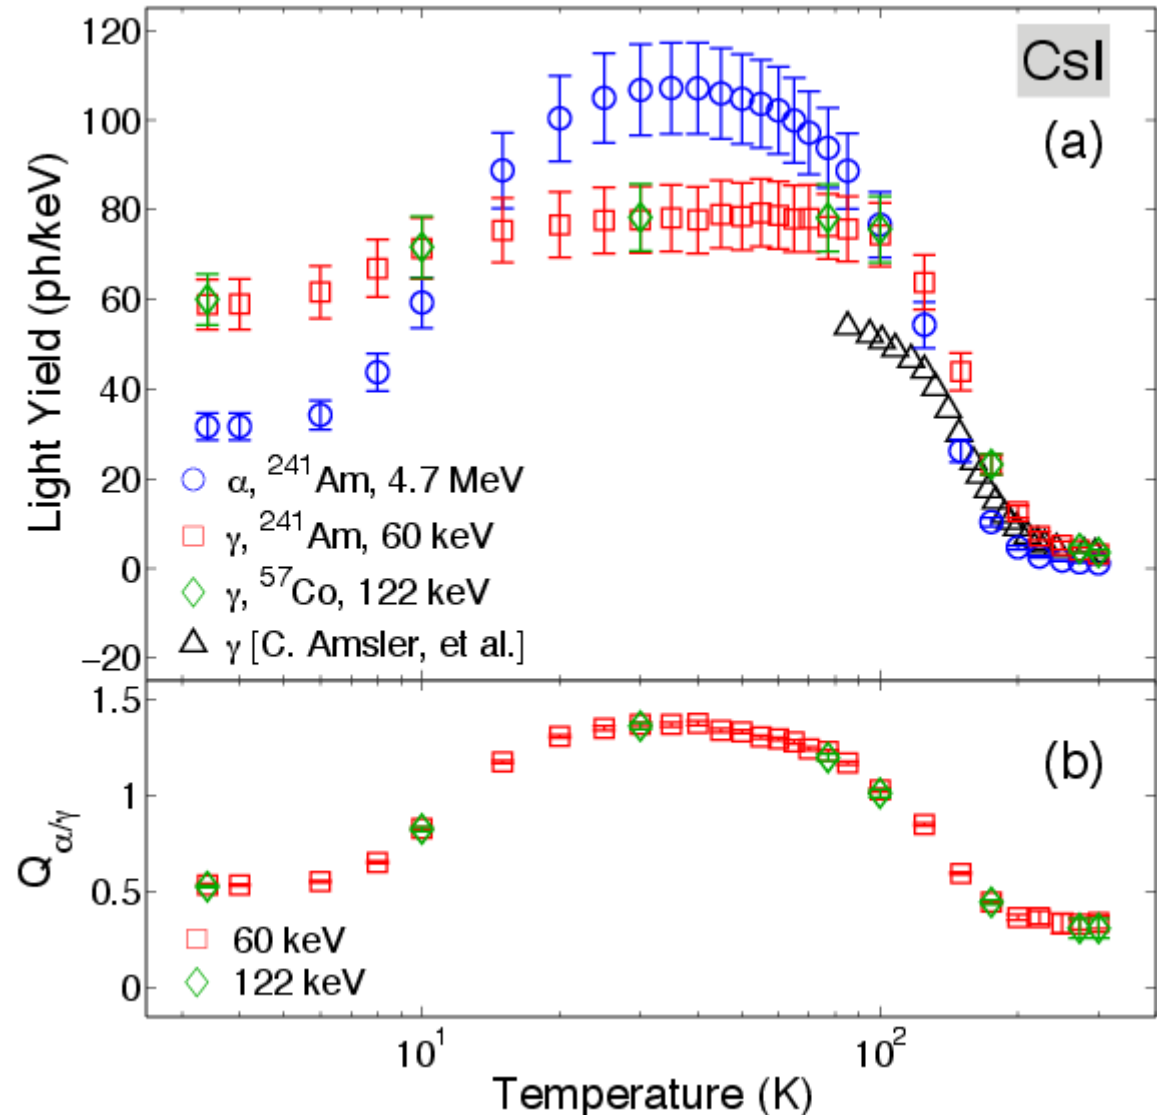 CsI
(a)
Light Yield (ph/keV)
120
100
80
60
40
20
0
−20
α, ²⁴¹Am, 4.7 MeV
γ, ²⁴¹Am, 60 keV
γ, ⁵⁷Co, 122 keV
γ [C. Amsler, et al.]
(b)
Q α/γ
1.5
1
0.5
0
60 keV
122 keV
10¹
10²
Temperature (K)